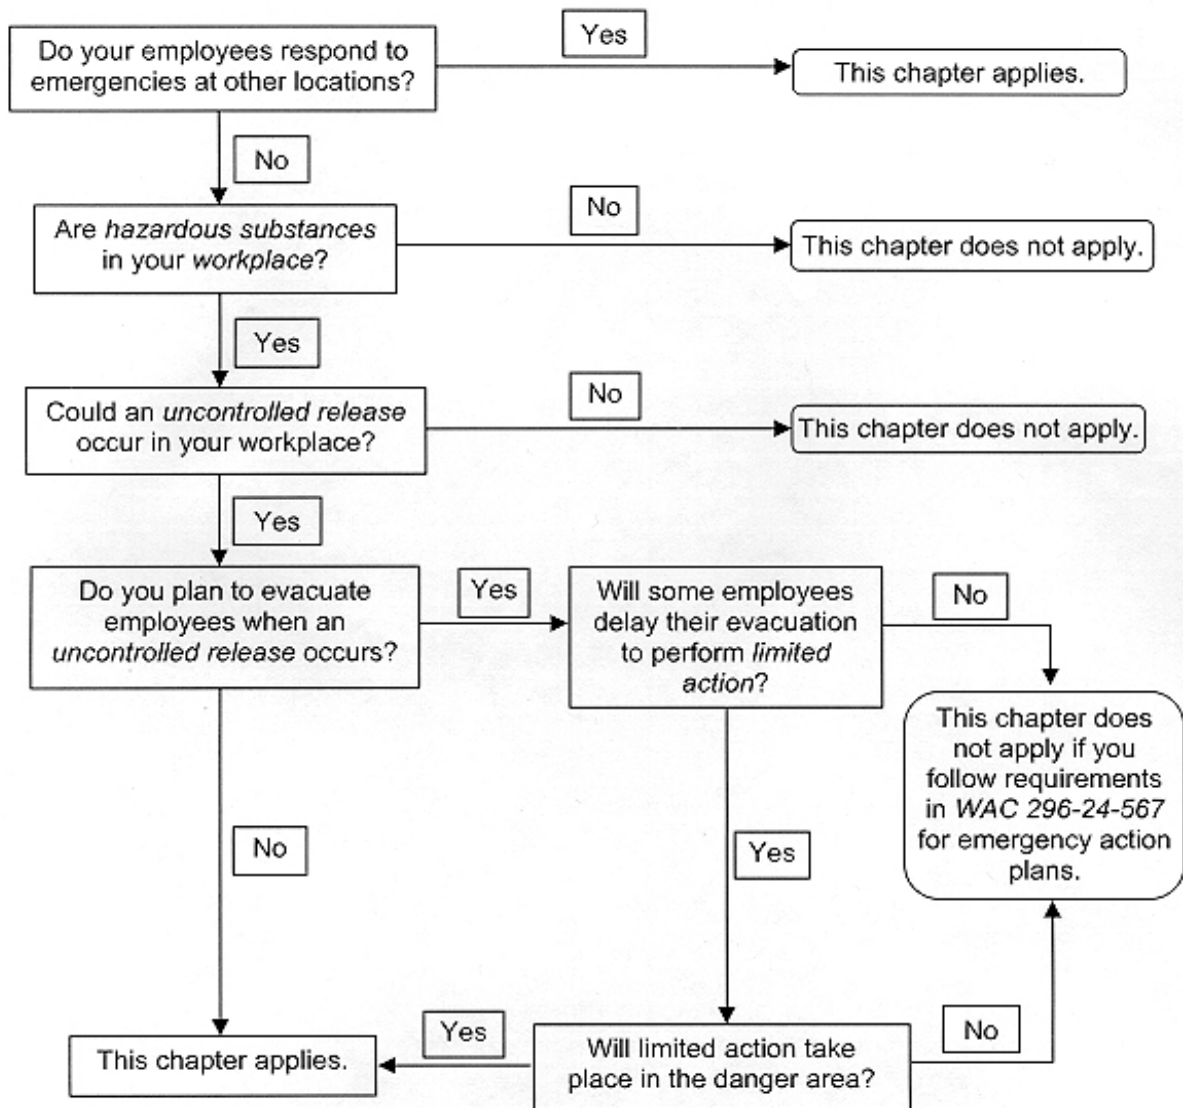 Do your employees respond to
emergencies at other locations?
Yes
This chapter applies.
No
Are hazardous substances
in your workplace?
No
This chapter does not apply.
Yes
Could an uncontrolled release
occur in your workplace?
No
This chapter does not apply.
Yes
Do you plan to evacuate
employees when an
uncontrolled release occurs?
Yes
Will some employees
delay their evacuation
to perform limited
action?
No
This chapter does
not apply if you
follow requirements
in WAC 296-24-567
for emergency action
plans.
No
Yes
This chapter applies.
Yes
Will limited action take
place in the danger area?
No